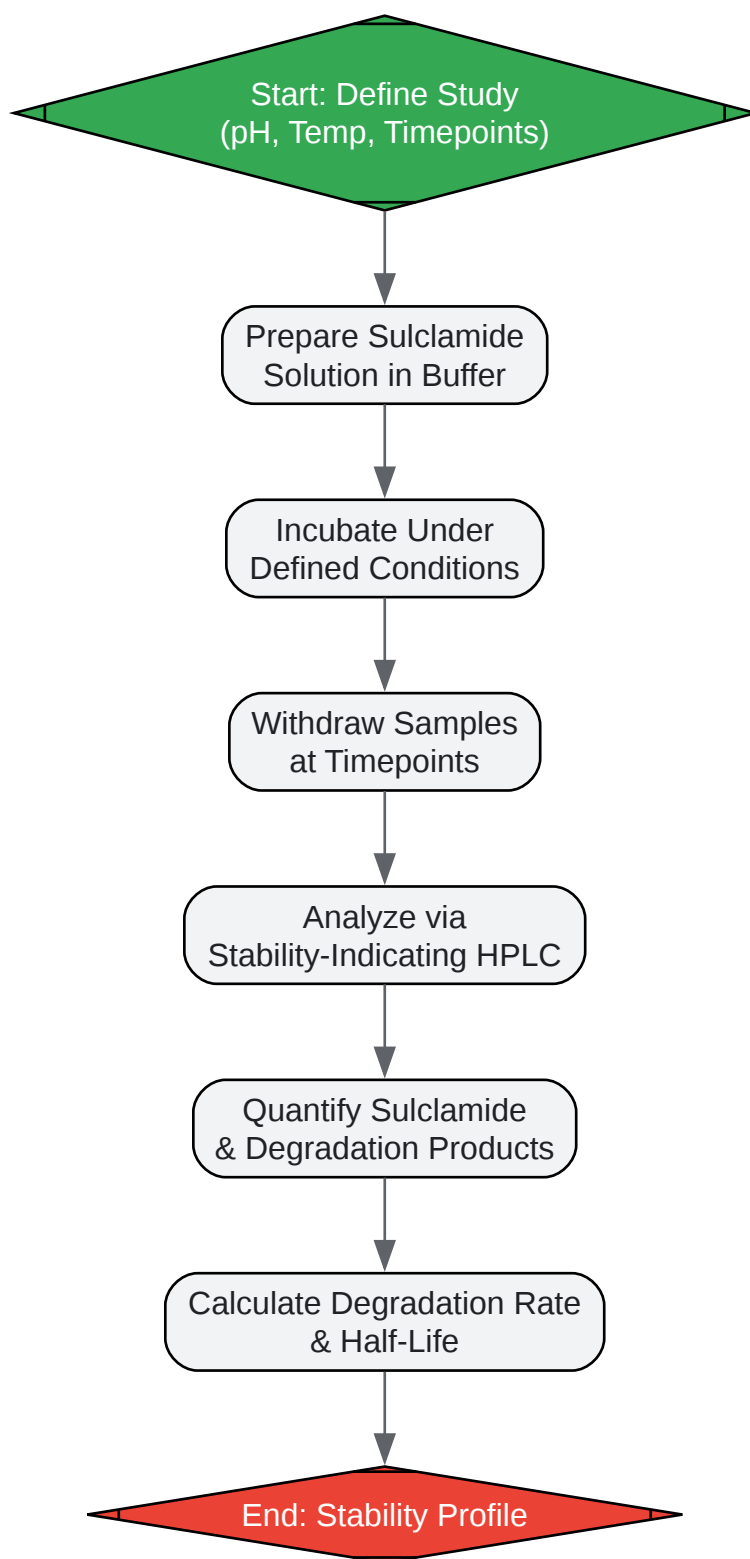 Start: Define Study
(pH, Temp, Timepoints)
Prepare Sulclamide
Solution in Buffer
Incubate Under
Defined Conditions
Withdraw Samples
at Timepoints
Analyze via
Stability-Indicating HPLC
Quantify Sulclamide
& Degradation Products
Calculate Degradation Rate
& Half-Life
End: Stability Profile